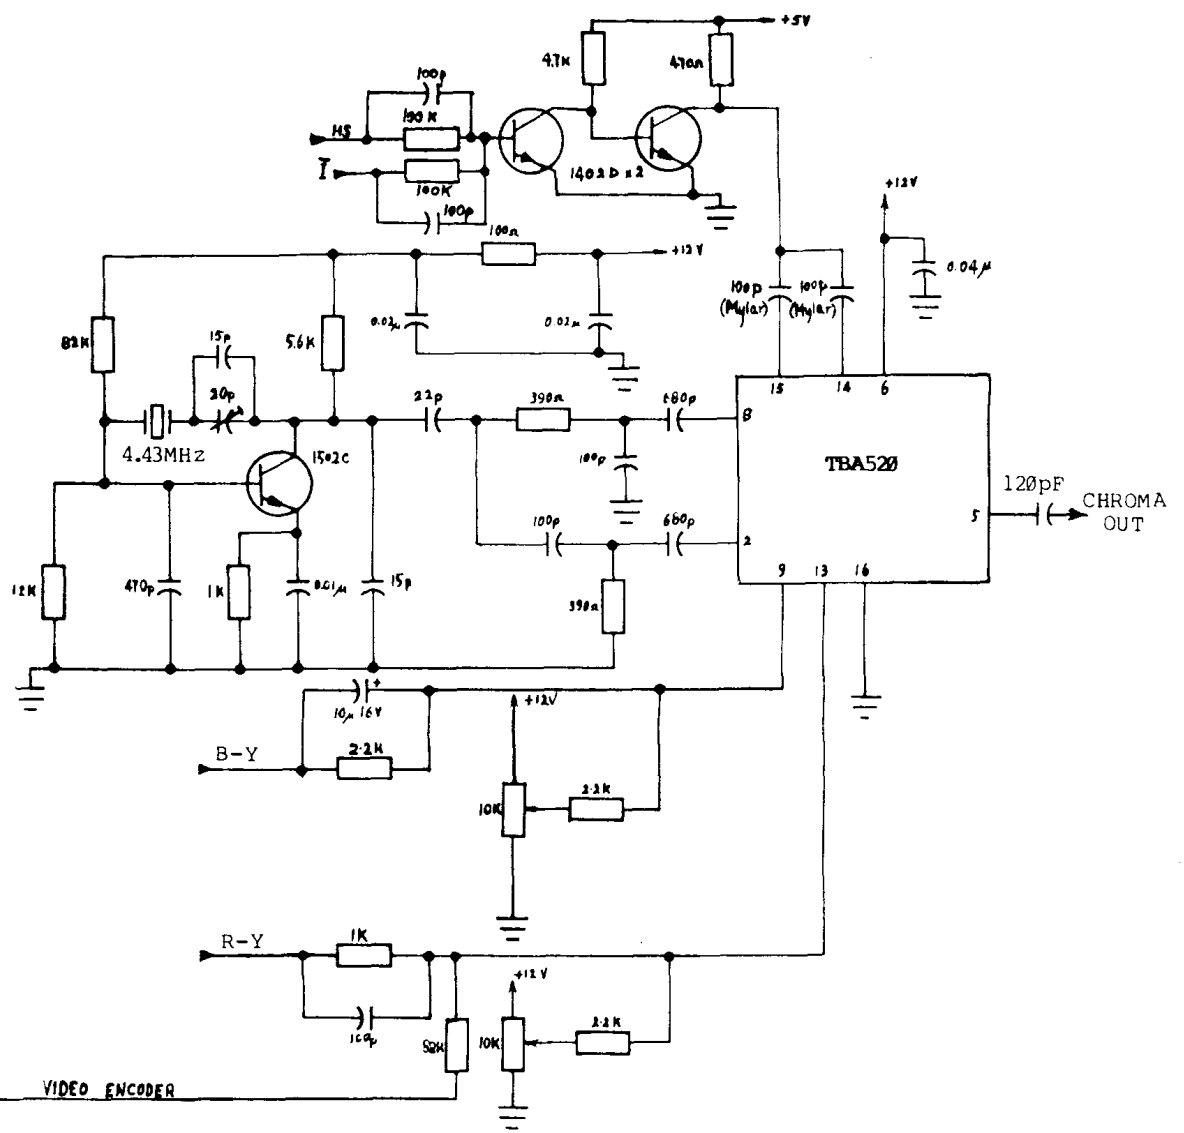 +5V
4.7K
470Ω
100p
HS
100K
Ī
100K
100p
1402D x 2
+12V
100Ω
+12V
0.04µ
100p
(Mylar)
100p
(Mylar)
0.02µ
0.02µ
82K
15p
5.6K
20p
15
14
6
22p
390Ω
680p
8
4.43MHz
1502C
100p
TBA520
120pF
CHROMA
OUT
5
100p
680p
2
9
13
16
12K
470p
1K
0.01µ
15p
390Ω
+
10µ 16V
+12V
B-Y
2.2K
10K
2.2K
R-Y
1K
+12V
10K
2.2K
VIDEO ENCODER